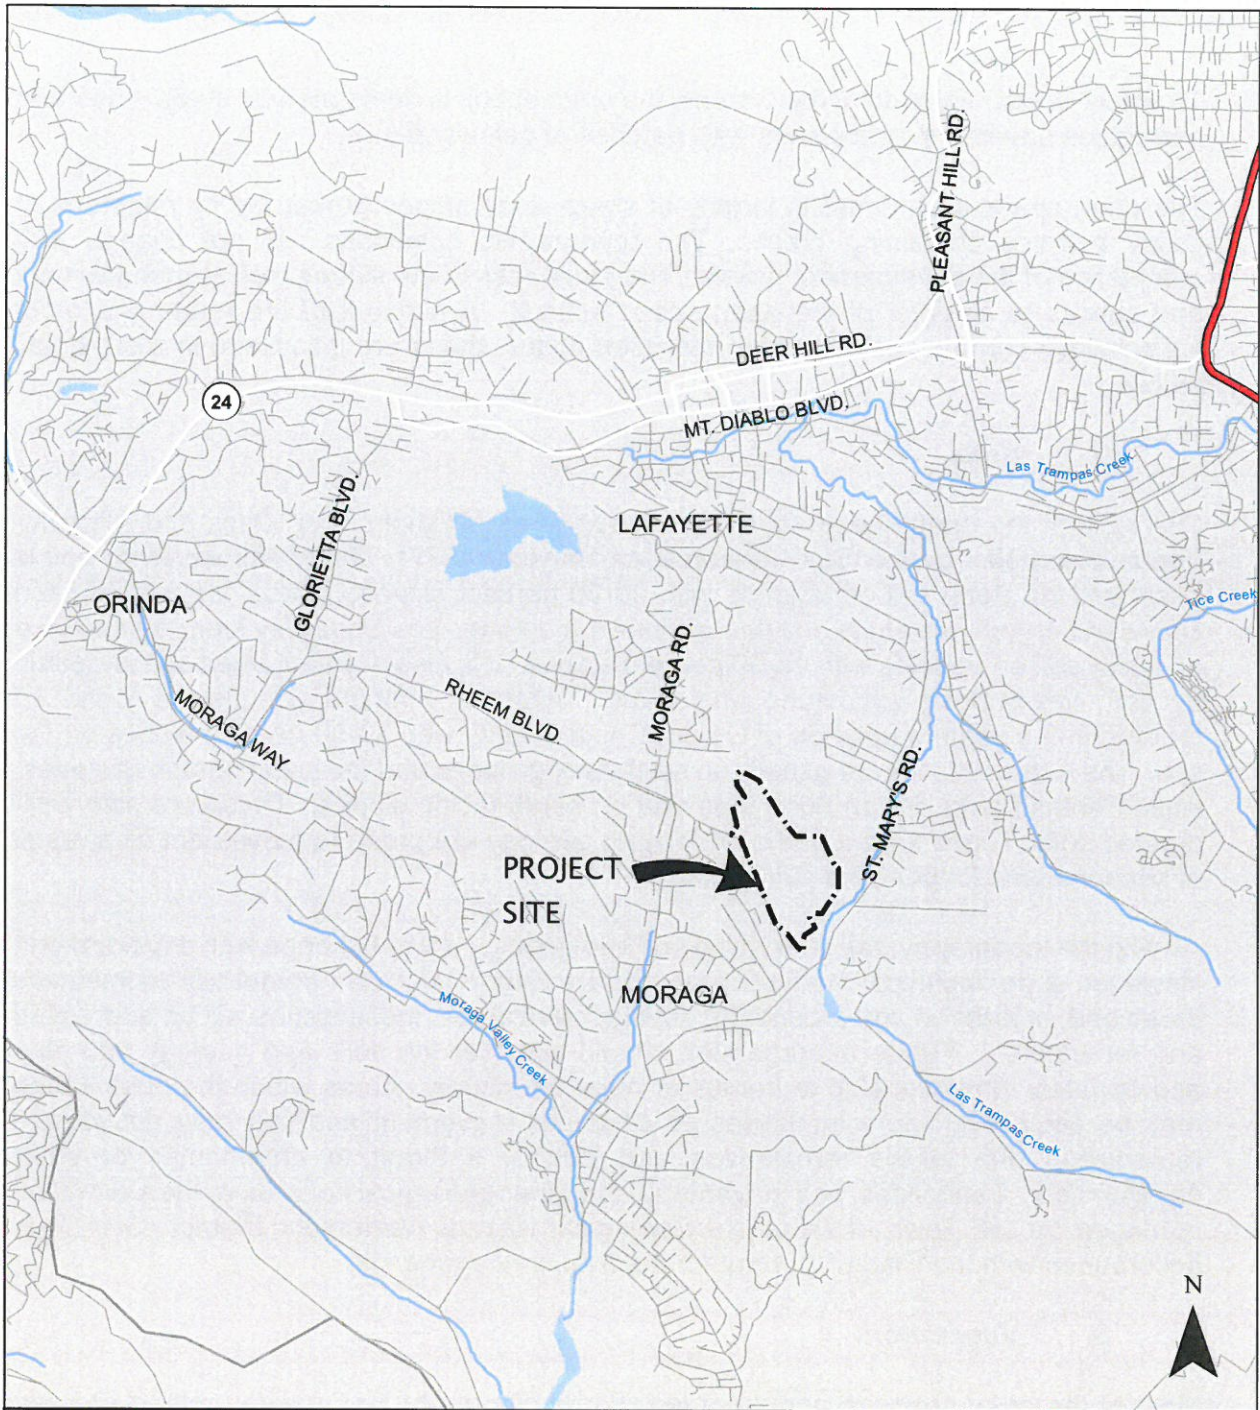 PLEASANT HILL RD.
DEER HILL RD.
24
MT. DIABLO BLVD.
Las Trampas Creek
LAFAYETTE
GLORIETTA BLVD.
ORINDA
Tice Creek
MORAGA RD.
RHEEM BLVD.
MORAGA WAY
ST. MARY'S RD.
PROJECT
SITE
MORAGA
Moraga Valley Creek
Las Trampas Creek
N